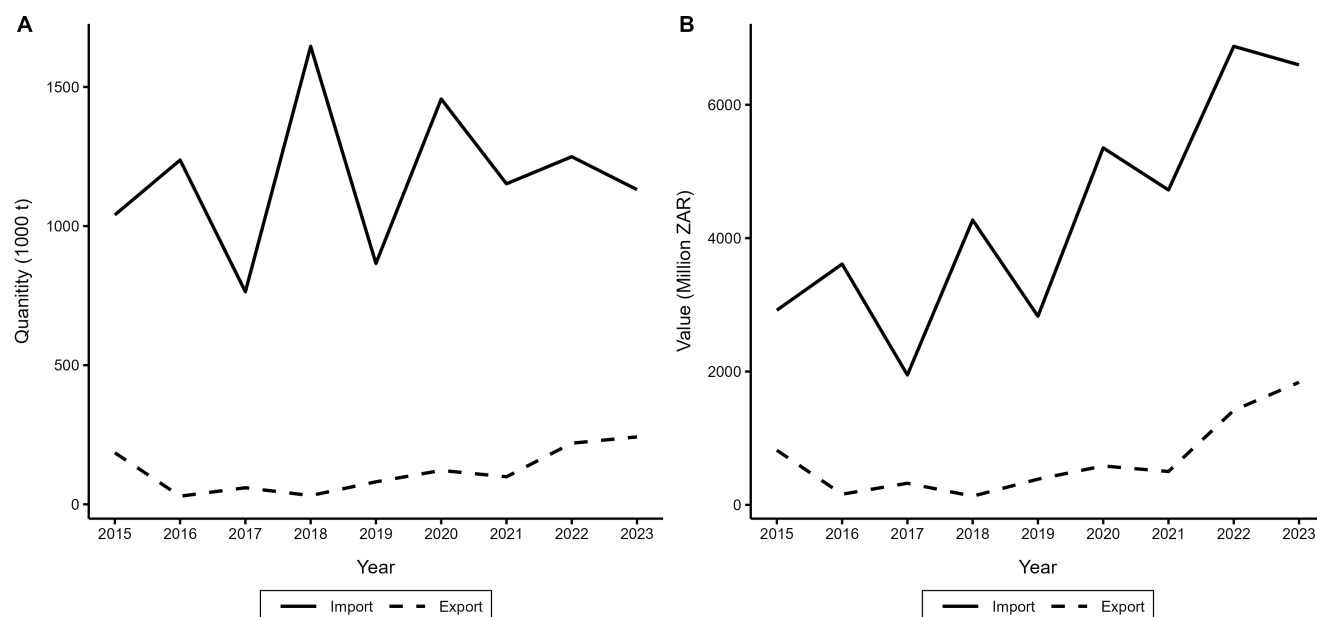 A
Quanitity (1000 t)
1500
1000
500
0
2015 2016 2017 2018 2019 2020 2021 2022 2023
Year
Import Export
B
Value (Million ZAR)
6000
4000
2000
0
2015 2016 2017 2018 2019 2020 2021 2022 2023
Year
Import Export